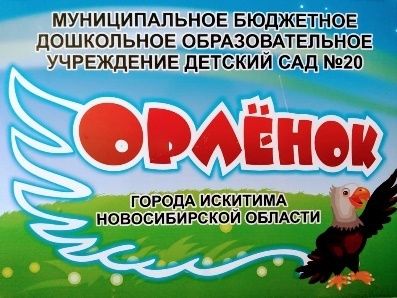 МУНИЦИПАЛЬНОЕ БЮДЖЕТНОЕ
ДОШКОЛЬНОЕ ОБРАЗОВАТЕЛЬНОЕ
УЧРЕЖДЕНИЕ ДЕТСКИЙ САД №20
ОРЛЁНОК
ГОРОДА ИСКИТИМА
НОВОСИБИРСКОЙ ОБЛАСТИ